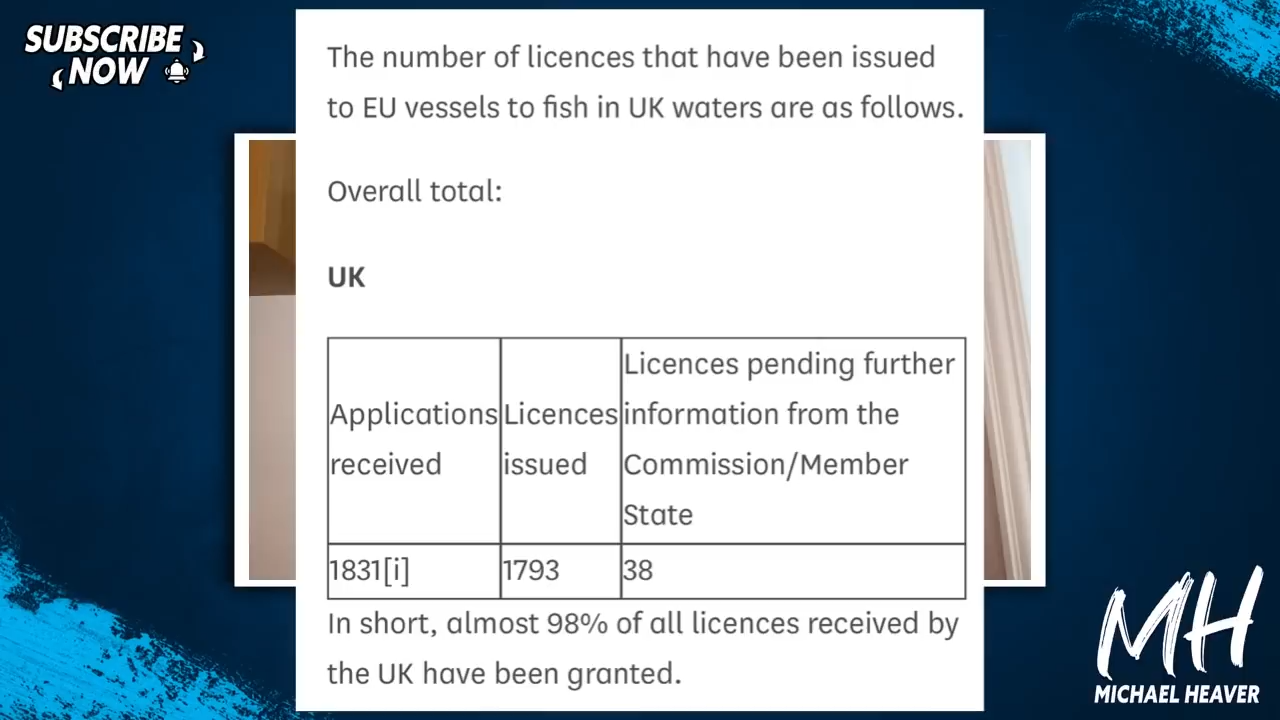 SUBSCRIBE
NOW
The number of licences that have been issued
to EU vessels to fish in UK waters are as follows.
Overall total:
UK
Applications received
Licences issued
Licences pending further
information from the
Commission/Member
State
1831[i]
1793
38
In short, almost 98% of all licences received by
the UK have been granted.
MH
MICHAEL HEAVER